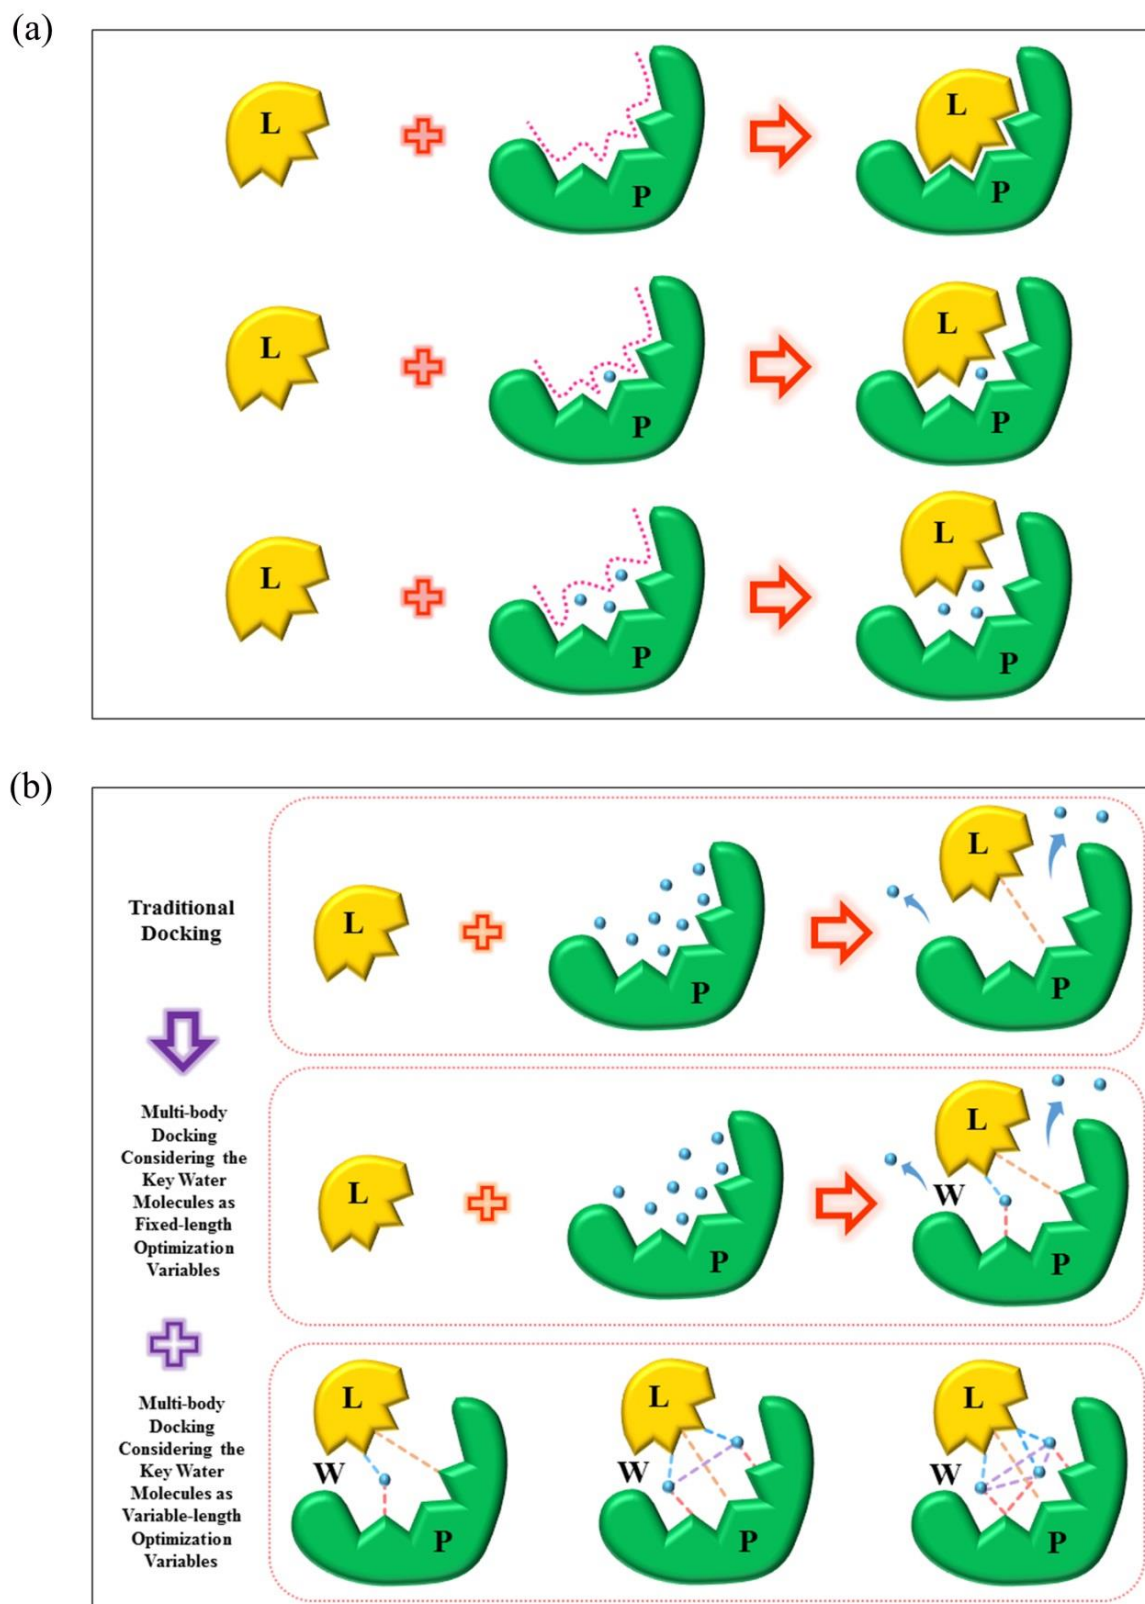 (a)
L
P
L
P
L
P
L
P
L
P
L
P
(b)
Traditional
Docking
L
P
L
P
Multi-body
Docking
Considering the
Key Water
Molecules as
Fixed-length
Optimization
Variables
L
P
L
W
P
Multi-body
Docking
Considering the
Key Water
Molecules as
Variable-length
Optimization
Variables
L
W
P
L
W
P
L
W
P